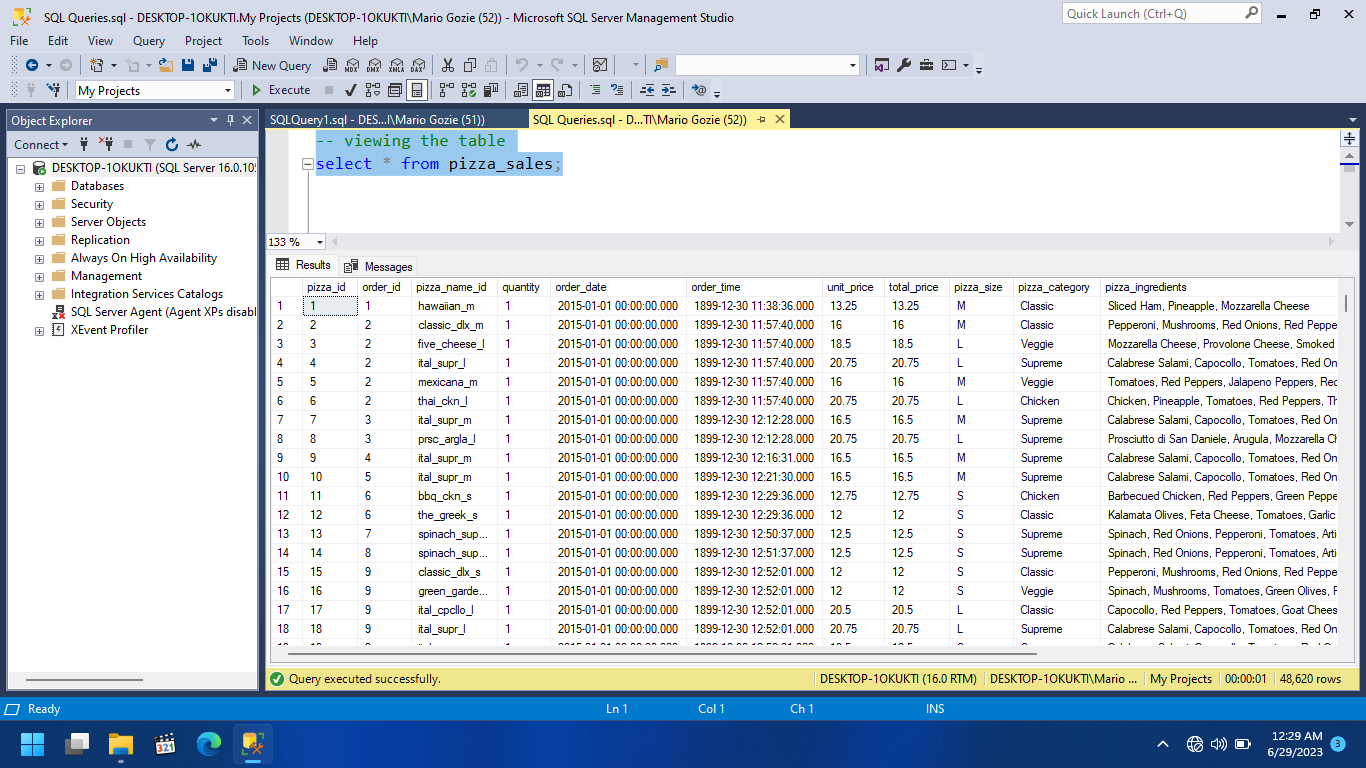 SQL Queries.sql - DESKTOP-1OKUKTI.My Projects (DESKTOP-1OKUKTI\Mario Gozie (52)) - Microsoft SQL Server Management Studio
Quick Launch (Ctrl+Q)
File Edit View Query Project Tools Window Help
New Query MDX DMX XMLA DAX
My Projects Execute
Object Explorer
SQLQuery1.sql - DES...I\Mario Gozie (51))
SQL Queries.sql - D...TI\Mario Gozie (52))
Connect
DESKTOP-1OKUKTI (SQL Server 16.0.105
Databases
Security
Server Objects
Replication
Always On High Availability
Management
Integration Services Catalogs
SQL Server Agent (Agent XPs disabl
XEvent Profiler
-- viewing the table
select * from pizza_sales;
133 %
Results Messages
pizza_id order_id pizza_name_id quantity order_date order_time unit_price total_price pizza_size pizza_category pizza_ingredients
1 1 1 hawaiian_m 1 2015-01-01 00:00:00.000 1899-12-30 11:38:36.000 13.25 13.25 M Classic Sliced Ham, Pineapple, Mozzarella Cheese
2 2 2 classic_dlx_m 1 2015-01-01 00:00:00.000 1899-12-30 11:57:40.000 16 16 M Classic Pepperoni, Mushrooms, Red Onions, Red Peppe
3 3 2 five_cheese_l 1 2015-01-01 00:00:00.000 1899-12-30 11:57:40.000 18.5 18.5 L Veggie Mozzarella Cheese, Provolone Cheese, Smoked
4 4 2 ital_supr_l 1 2015-01-01 00:00:00.000 1899-12-30 11:57:40.000 20.75 20.75 L Supreme Calabrese Salami, Capocollo, Tomatoes, Red On
5 5 2 mexicana_m 1 2015-01-01 00:00:00.000 1899-12-30 11:57:40.000 16 16 M Veggie Tomatoes, Red Peppers, Jalapeno Peppers, Rec
6 6 2 thai_ckn_l 1 2015-01-01 00:00:00.000 1899-12-30 11:57:40.000 20.75 20.75 L Chicken Chicken, Pineapple, Tomatoes, Red Peppers, Th
7 7 3 ital_supr_m 1 2015-01-01 00:00:00.000 1899-12-30 12:12:28.000 16.5 16.5 M Supreme Calabrese Salami, Capocollo, Tomatoes, Red On
8 8 3 prsc_argla_l 1 2015-01-01 00:00:00.000 1899-12-30 12:12:28.000 20.75 20.75 L Supreme Prosciutto di San Daniele, Arugula, Mozzarella Ch
9 9 4 ital_supr_m 1 2015-01-01 00:00:00.000 1899-12-30 12:16:31.000 16.5 16.5 M Supreme Calabrese Salami, Capocollo, Tomatoes, Red On
10 10 5 ital_supr_m 1 2015-01-01 00:00:00.000 1899-12-30 12:21:30.000 16.5 16.5 M Supreme Calabrese Salami, Capocollo, Tomatoes, Red On
11 11 6 bbq_ckn_s 1 2015-01-01 00:00:00.000 1899-12-30 12:29:36.000 12.75 12.75 S Chicken Barbecued Chicken, Red Peppers, Green Peppe
12 12 6 the_greek_s 1 2015-01-01 00:00:00.000 1899-12-30 12:29:36.000 12 12 S Classic Kalamata Olives, Feta Cheese, Tomatoes, Garlic
13 13 7 spinach_sup... 1 2015-01-01 00:00:00.000 1899-12-30 12:50:37.000 12.5 12.5 S Supreme Spinach, Red Onions, Pepperoni, Tomatoes, Arti
14 14 8 spinach_sup... 1 2015-01-01 00:00:00.000 1899-12-30 12:51:37.000 12.5 12.5 S Supreme Spinach, Red Onions, Pepperoni, Tomatoes, Arti
15 15 9 classic_dlx_s 1 2015-01-01 00:00:00.000 1899-12-30 12:52:01.000 12 12 S Classic Pepperoni, Mushrooms, Red Onions, Red Peppe
16 16 9 green_garde... 1 2015-01-01 00:00:00.000 1899-12-30 12:52:01.000 12 12 S Veggie Spinach, Mushrooms, Tomatoes, Green Olives, F
17 17 9 ital_cpcllo_l 1 2015-01-01 00:00:00.000 1899-12-30 12:52:01.000 20.5 20.5 L Classic Capocollo, Red Peppers, Tomatoes, Goat Chees
18 18 9 ital_supr_l 1 2015-01-01 00:00:00.000 1899-12-30 12:52:01.000 20.75 20.75 L Supreme Calabrese Salami, Capocollo, Tomatoes, Red On
Query executed successfully. DESKTOP-1OKUKTI (16.0 RTM) DESKTOP-1OKUKTI\Mario ... My Projects 00:00:01 48,620 rows
Ready Ln 1 Col 1 Ch 1 INS
321
12:29 AM
6/29/2023 3